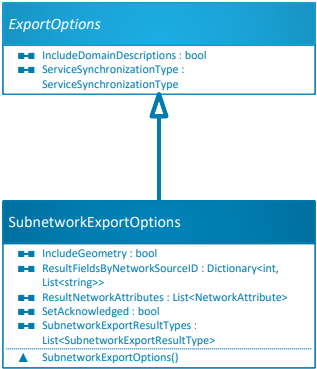 ExportOptions
IncludeDomainDescriptions : bool
ServiceSynchronizationType :
ServiceSynchronizationType
SubnetworkExportOptions
IncludeGeometry : bool
ResultFieldsByNetworkSourceID : Dictionary<int,
List<string>>
ResultNetworkAttributes : List<NetworkAttribute>
SetAcknowledged : bool
SubnetworkExportResultTypes :
List<SubnetworkExportResultType>
SubnetworkExportOptions()